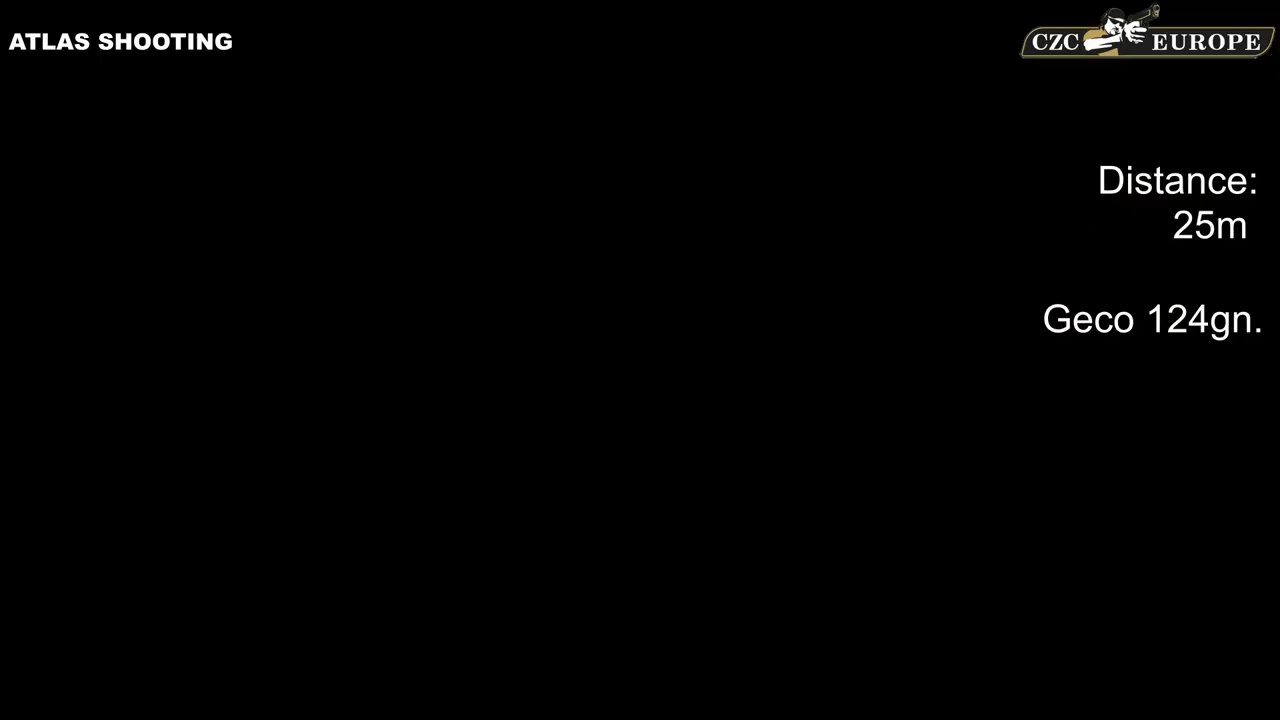 ATLAS SHOOTING
CZC EUROPE
Distance:
25m
Geco 124gn.